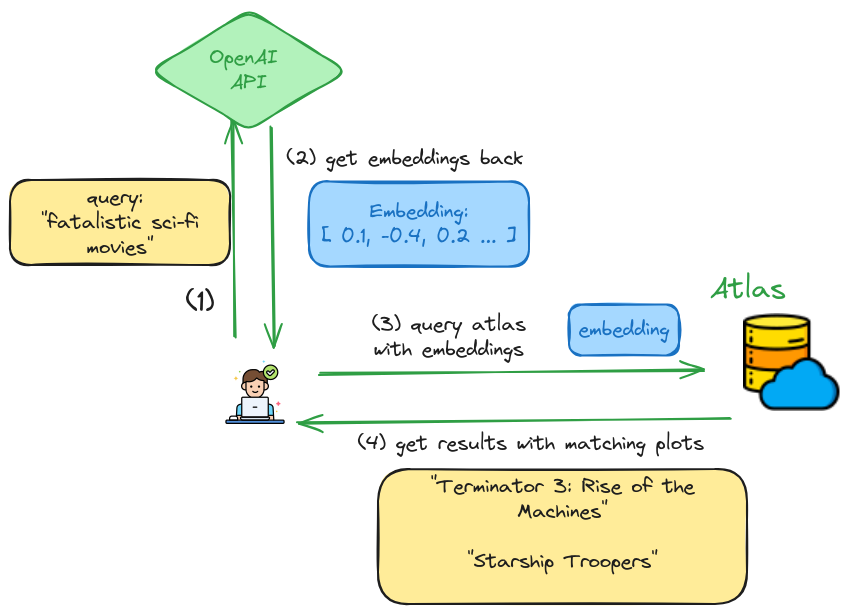 OpenAI
API
(2) get embeddings back
query:
"fatalistic sci-fi
movies"
Embedding:
[ 0.1, -0.4, 0.2 ... ]
(1)
Atlas
(3) query atlas
with embeddings
embedding
(4) get results with matching plots
"Terminator 3: Rise of the
Machines"
"Starship Troopers"